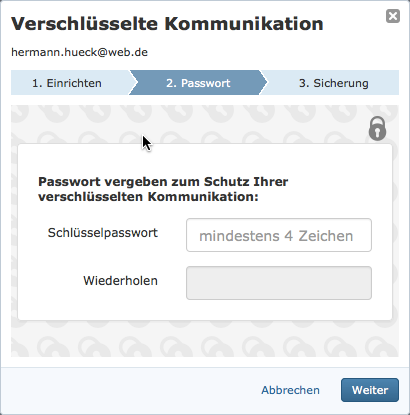 Verschlüsselte Kommunikation
hermann.hueck@web.de
1. Einrichten
2. Passwort
3. Sicherung
Passwort vergeben zum Schutz Ihrer
verschlüsselten Kommunikation:
Schlüsselpasswort
mindestens 4 Zeichen
Wiederholen
Abbrechen
Weiter